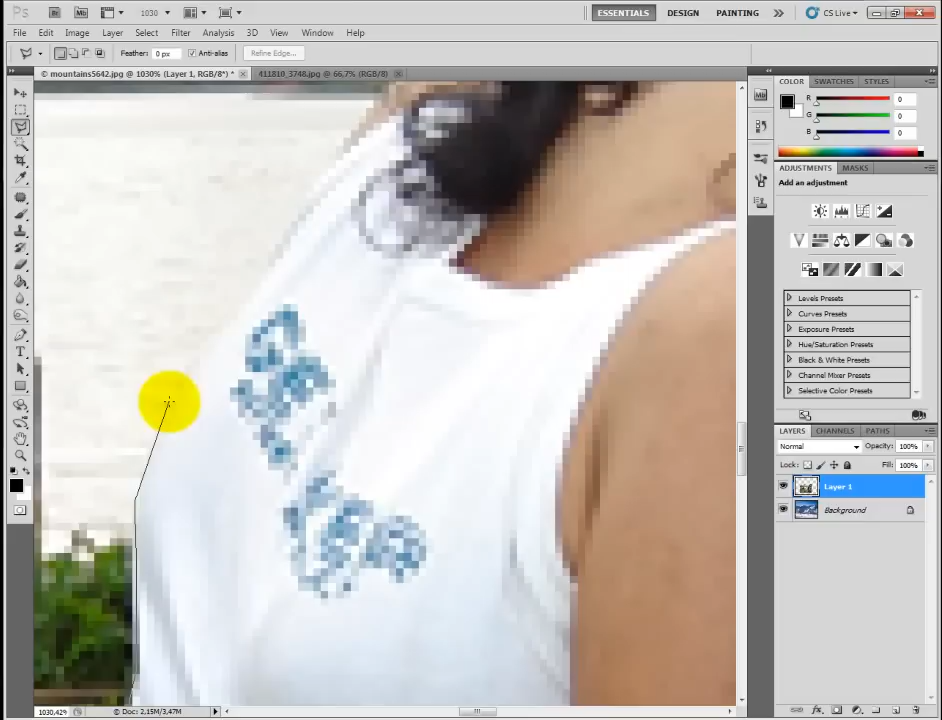 Ps Br Mb 1030 ESSENTIALS DESIGN PAINTING CS Live
File Edit Image Layer Select Filter Analysis 3D View Window Help
Feather: 0 px Anti-alias Refine Edge...
© mountains5642.jpg @ 1030% (Layer 1, RGB/8*) * 411810_3748.jpg @ 66,7% (RGB/8)
COLOR SWATCHES STYLES
R 0
G 0
B 0
ADJUSTMENTS MASKS
Add an adjustment
Levels Presets
Curves Presets
Exposure Presets
Hue/Saturation Presets
Black & White Presets
Channel Mixer Presets
Selective Color Presets
LAYERS CHANNELS PATHS
Normal Opacity: 100%
Lock: Fill: 100%
Layer 1
Background
1030,42% © Doc: 2,15M/3,47M